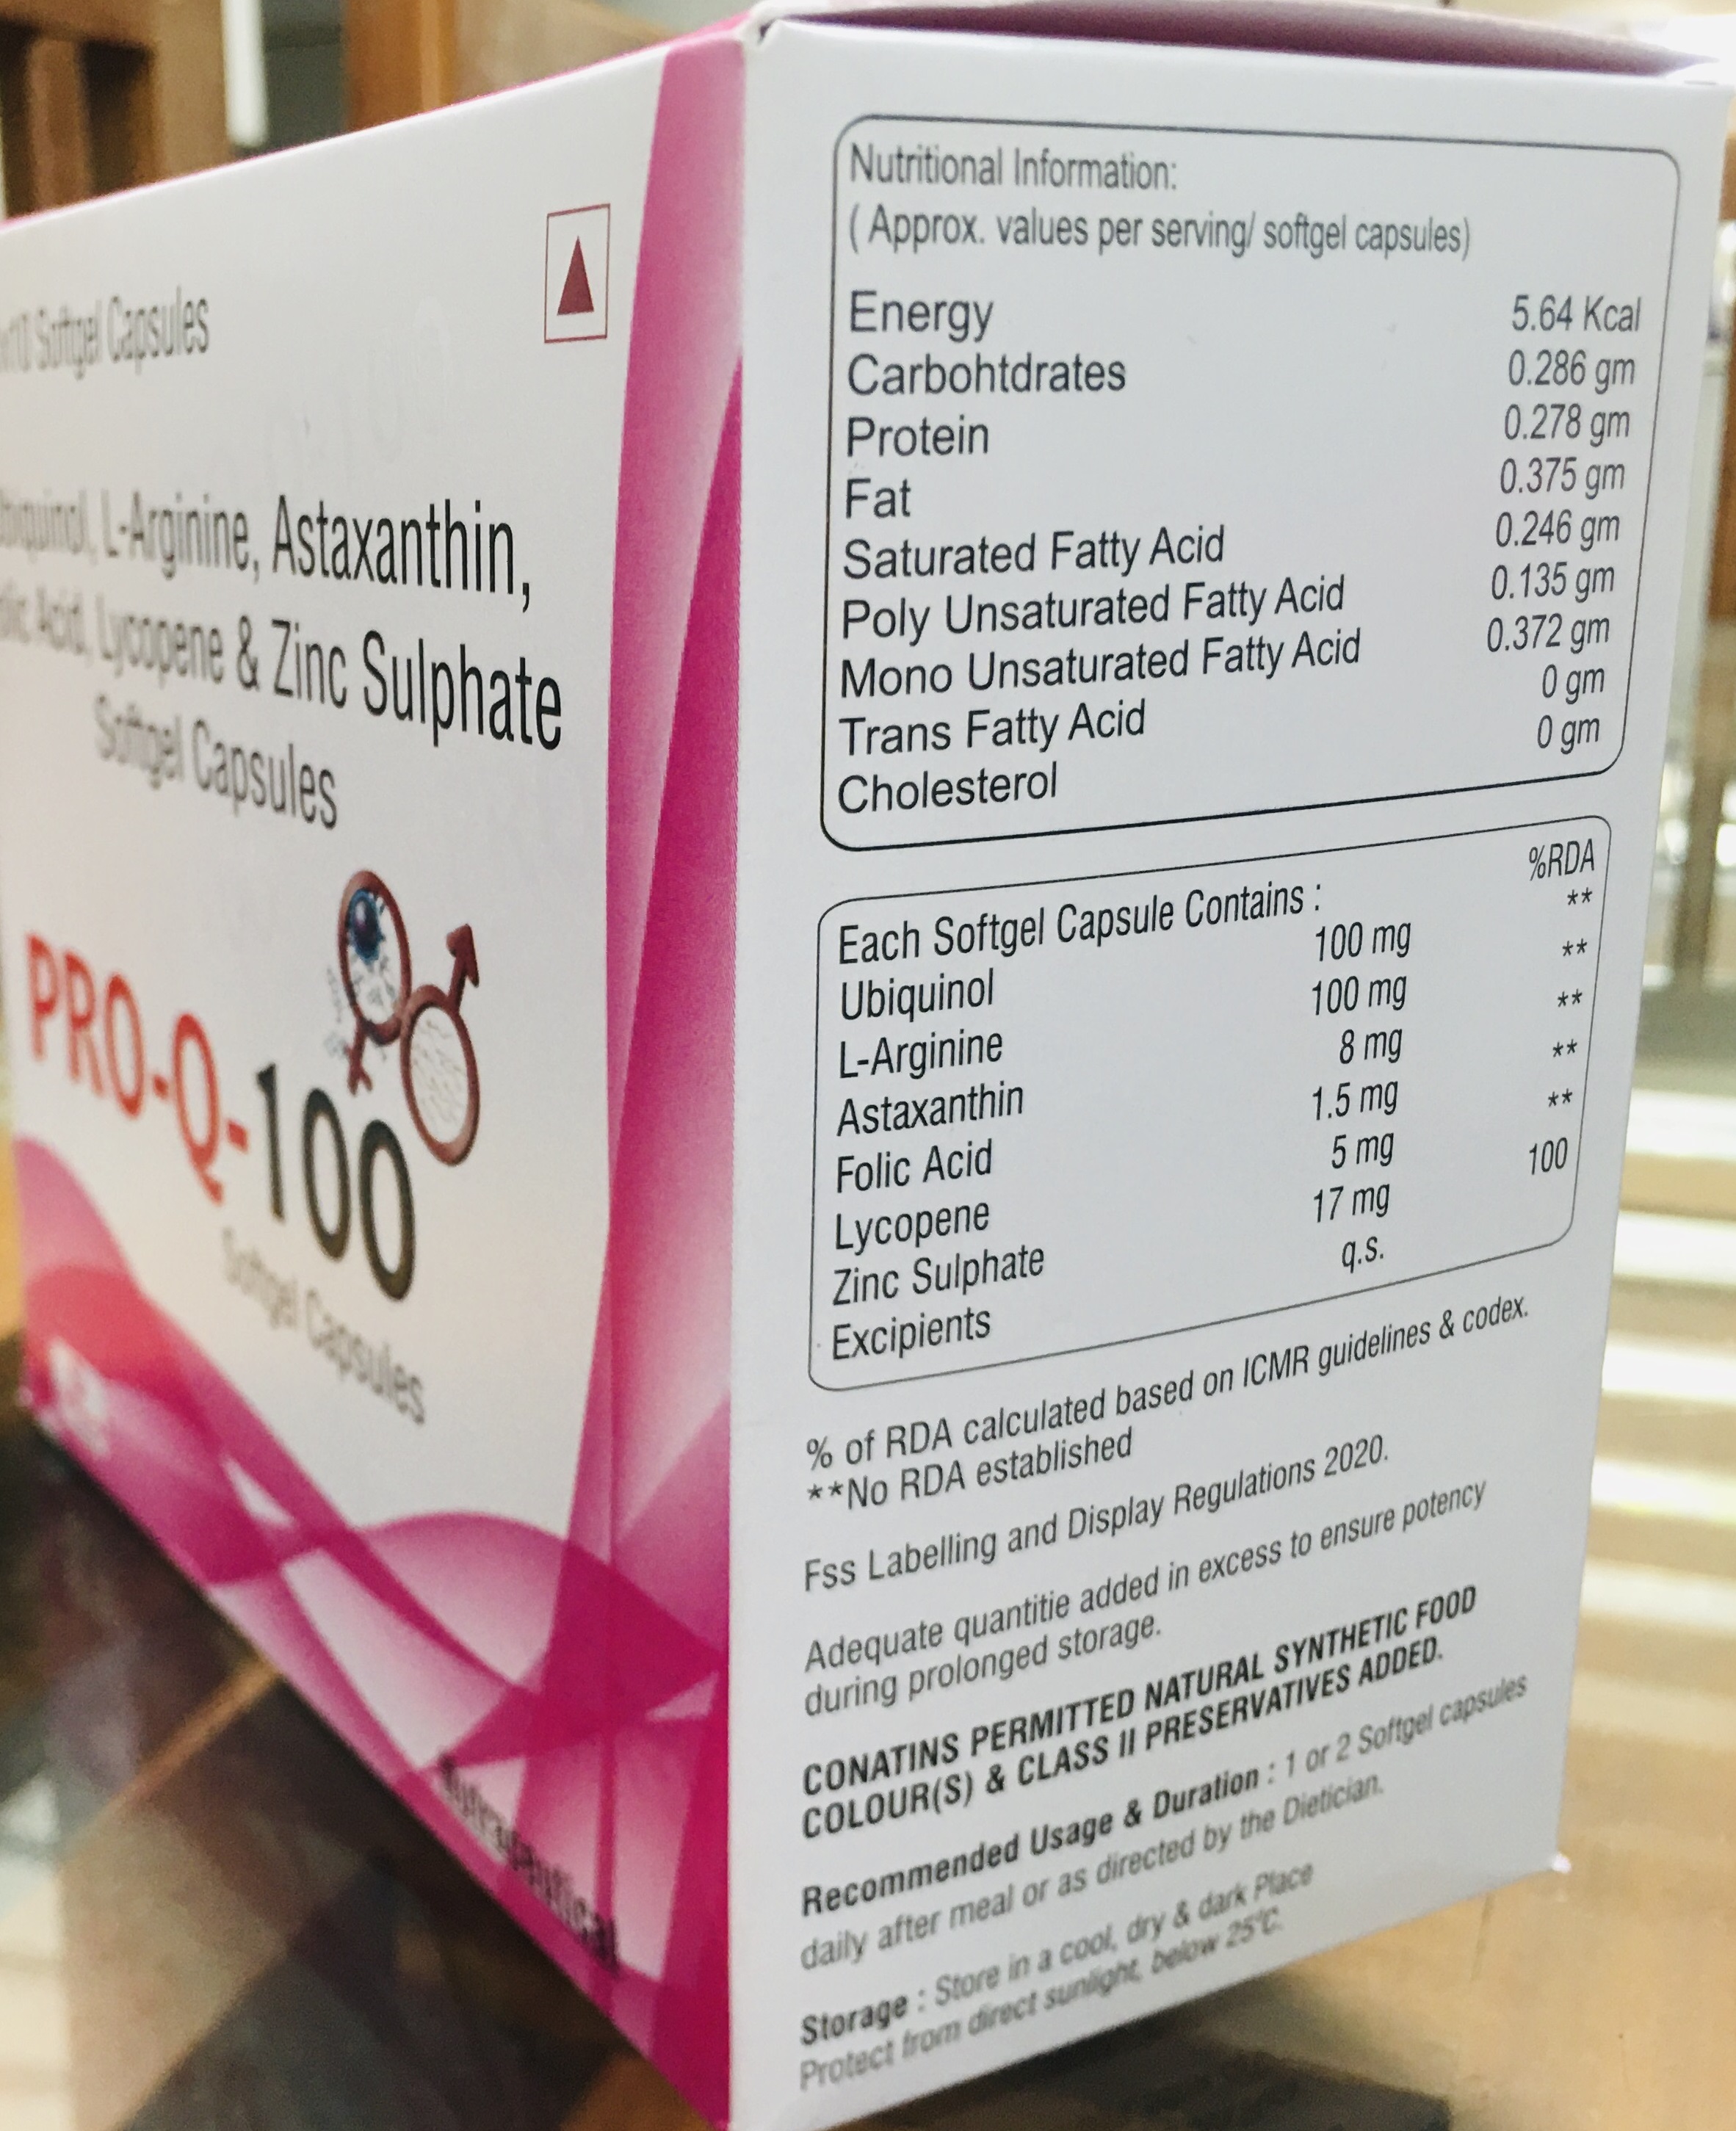 Softgel Capsules
L-Arginine, Astaxanthin,
Acid, Lycopene & Zinc Sulphate
Softgel Capsules
PRO-Q-100
Softgel Capsules
Nutraceutical
Nutritional Information:
( Approx. values per serving/ softgel capsules)
Energy 5.64 Kcal
Carbohtdrates 0.286 gm
Protein 0.278 gm
Fat 0.375 gm
Saturated Fatty Acid 0.246 gm
Poly Unsaturated Fatty Acid 0.135 gm
Mono Unsaturated Fatty Acid 0.372 gm
Trans Fatty Acid 0 gm
Cholesterol 0 gm
Each Softgel Capsule Contains : %RDA
Ubiquinol 100 mg **
L-Arginine 100 mg **
Astaxanthin 8 mg **
Folic Acid 1.5 mg **
Lycopene 5 mg **
Zinc Sulphate 17 mg 100
Excipients q.s.
% of RDA calculated based on ICMR guidelines & codex.
**No RDA established
Fss Labelling and Display Regulations 2020.
Adequate quantitie added in excess to ensure potency
during prolonged storage.
CONATINS PERMITTED NATURAL SYNTHETIC FOOD
COLOUR(S) & CLASS II PRESERVATIVES ADDED.
Recommended Usage & Duration : 1 or 2 Softgel capsules
daily after meal or as directed by the Dietician.
Storage : Store in a cool, dry & dark Place
Protect from direct sunlight, below 25°C.